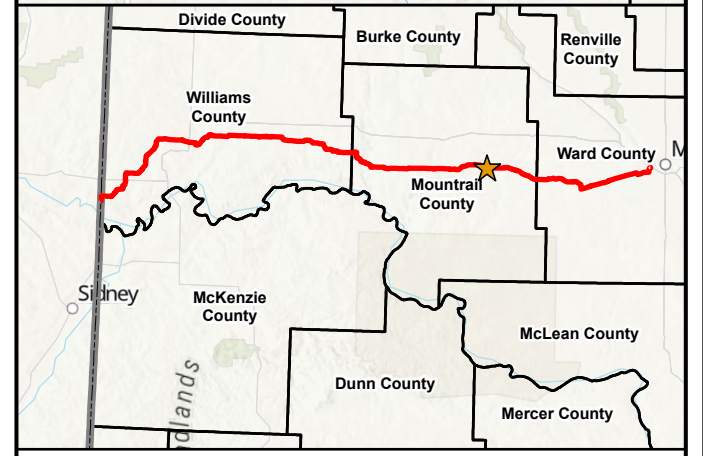 Divide County
Burke County
Renville
County
Williams
County
Ward County
M
Mountrail
County
Sidney
McKenzie
County
McLean County
dlands
Dunn County
Mercer County